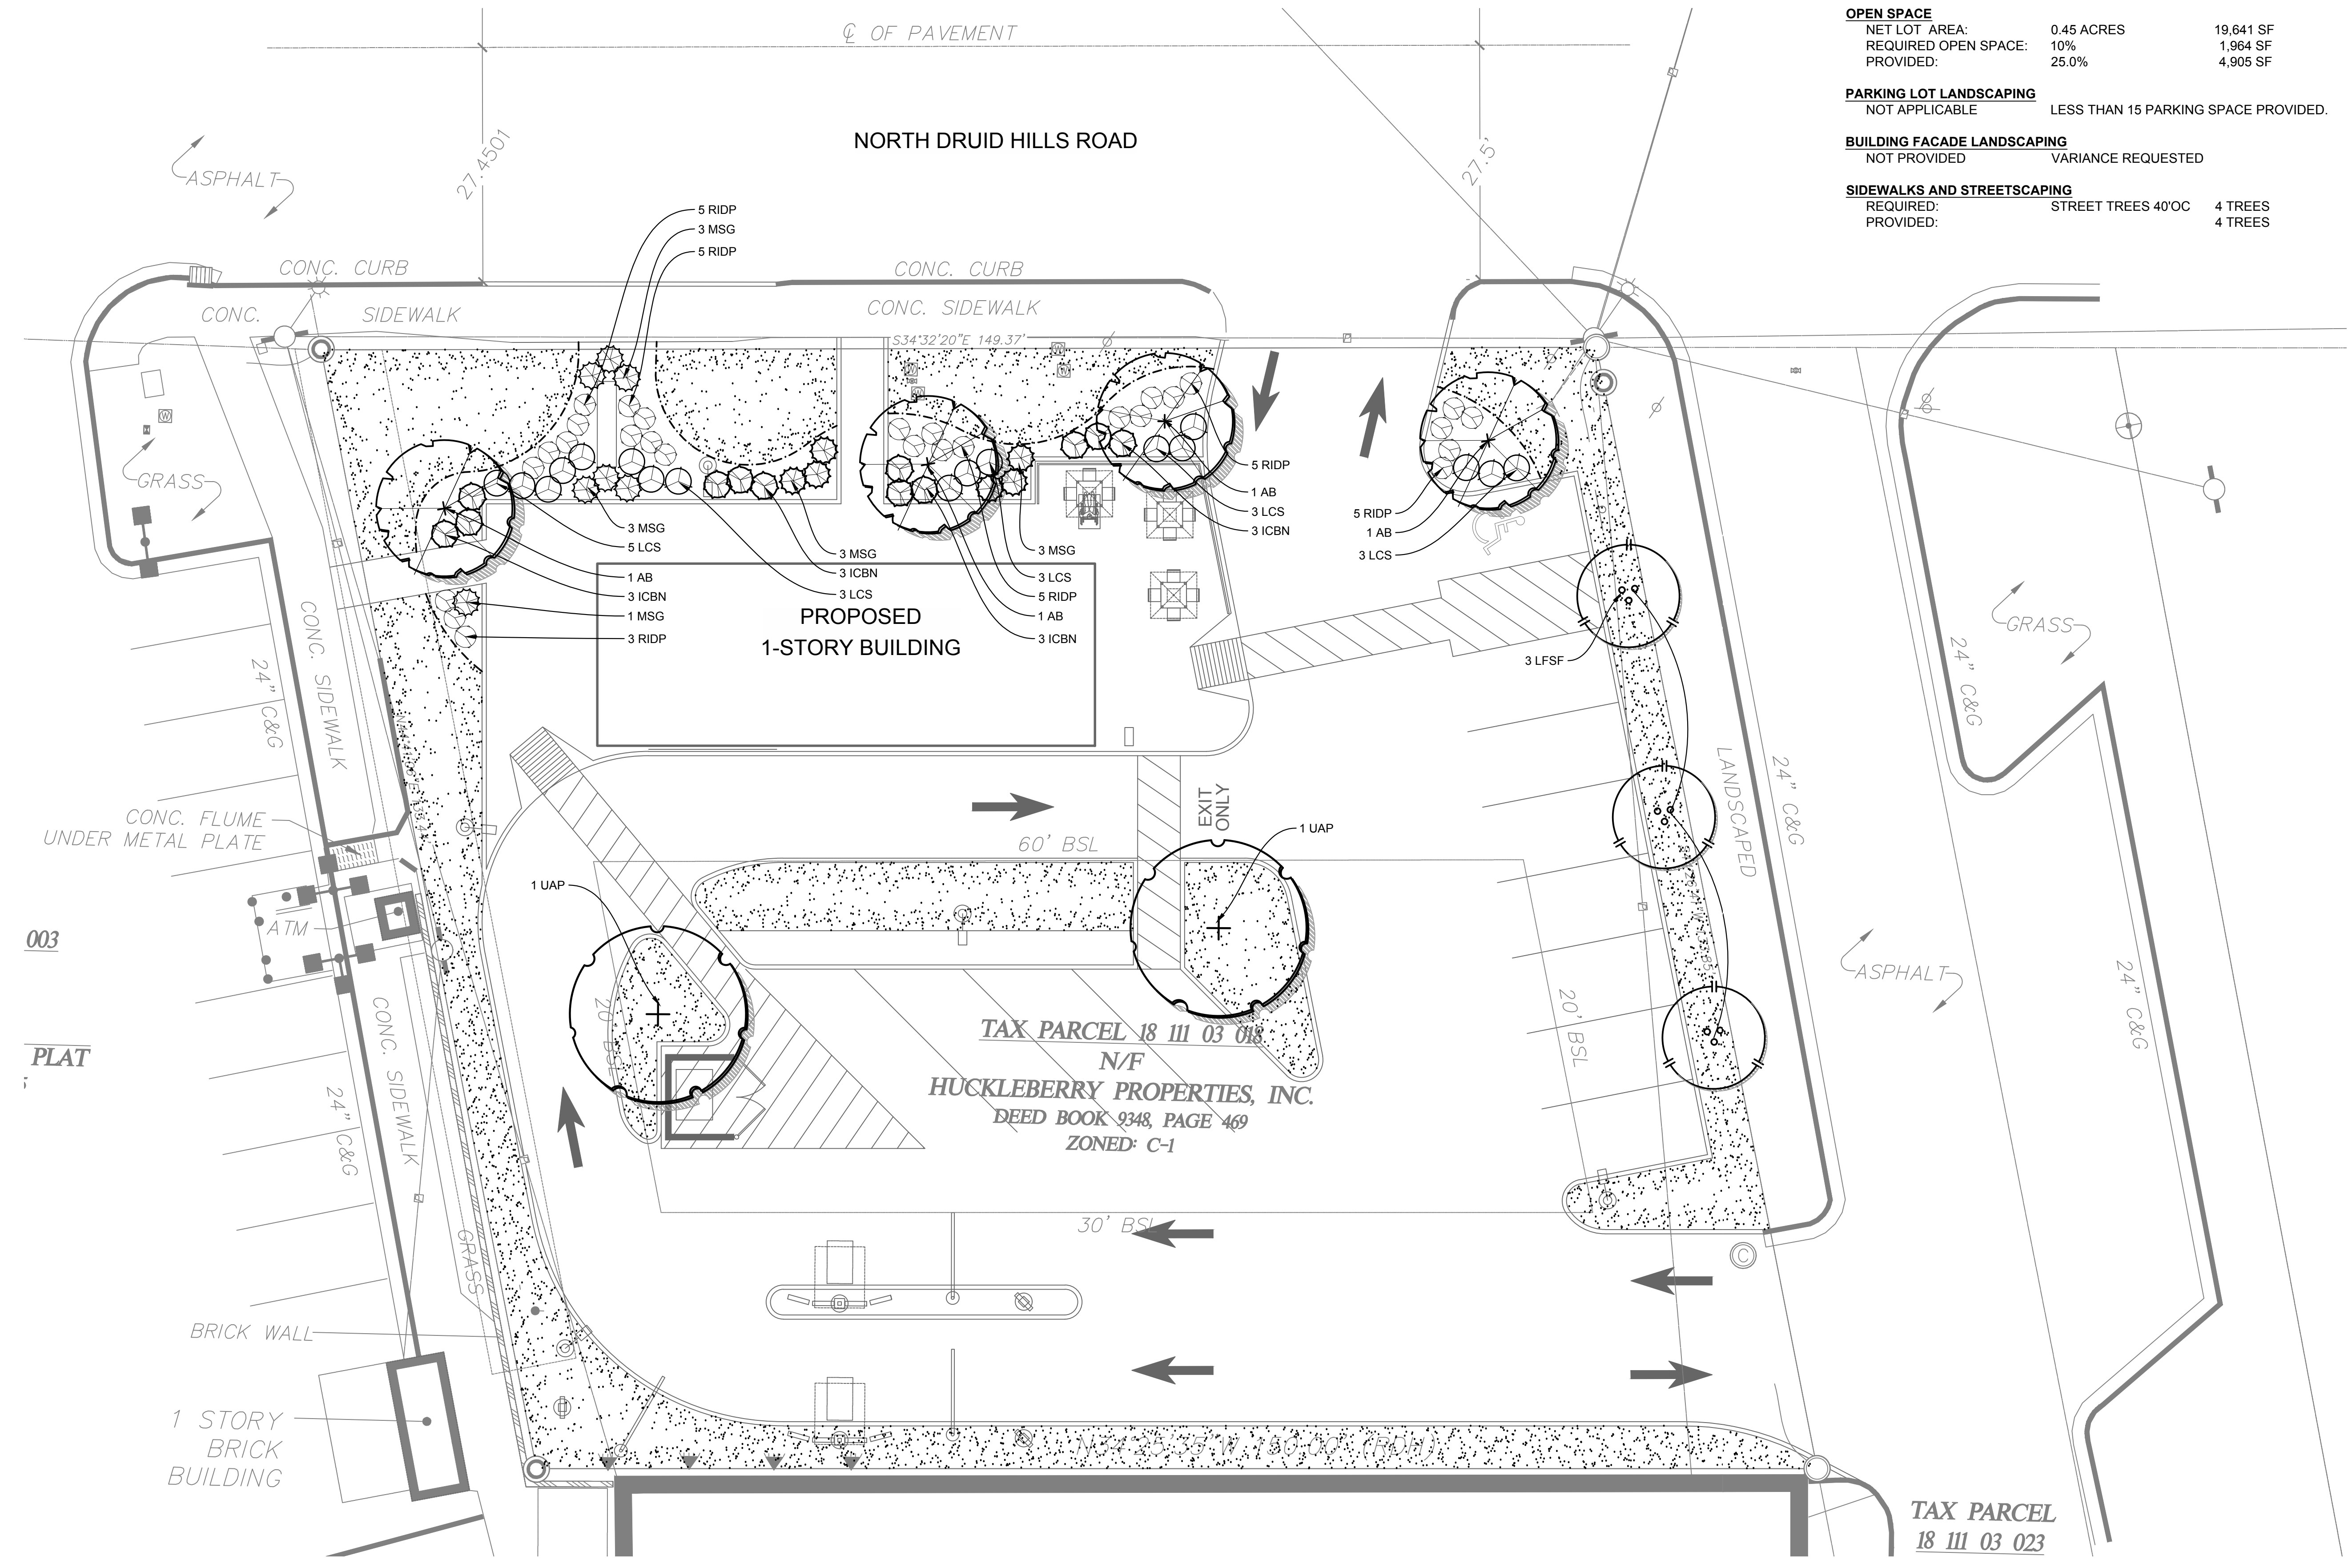 OPEN SPACE
NET LOT AREA: 0.45 ACRES 19,641 SF
REQUIRED OPEN SPACE: 10% 1,964 SF
PROVIDED: 25.0% 4,905 SF
PARKING LOT LANDSCAPING
NOT APPLICABLE LESS THAN 15 PARKING SPACE PROVIDED.
BUILDING FACADE LANDSCAPING
NOT PROVIDED VARIANCE REQUESTED
SIDEWALKS AND STREETSCAPING
REQUIRED: STREET TREES 40'OC 4 TREES
PROVIDED: 4 TREES
℄ OF PAVEMENT
NORTH DRUID HILLS ROAD
27.4501
27.5'
ASPHALT
5 RIDP
3 MSG
5 RIDP
CONC. CURB
CONC. CURB
CONC. SIDEWALK
CONC. SIDEWALK
S34°32'20"E 149.37'
W
W
W
W
W
GRASS
5 RIDP
1 AB
3 LCS
3 ICBN
5 RIDP
1 AB
3 LCS
3 MSG
5 LCS
1 AB
3 ICBN
1 MSG
3 RIDP
3 MSG
3 ICBN
3 LCS
3 MSG
3 LCS
5 RIDP
1 AB
3 ICBN
PROPOSED
1-STORY BUILDING
3 LFSF
GRASS
24" C&G
CONC. SIDEWALK
24" C&G
LANDSCAPED
24" C&G
CONC. FLUME
UNDER METAL PLATE
EXIT
ONLY
60' BSL
1 UAP
1 UAP
ATM
003
PLAT
20' BSL
20' BSL
ASPHALT
24" C&G
CONC. SIDEWALK
24" C&G
TAX PARCEL 18 111 03 018
N/F
HUCKLEBERRY PROPERTIES, INC.
DEED BOOK 9348, PAGE 469
ZONED: C-1
30' BSL
GRASS
C
BRICK WALL
1 STORY
BRICK
BUILDING
N34°25'35"W 150.00' (RDH)
TAX PARCEL
18 111 03 023